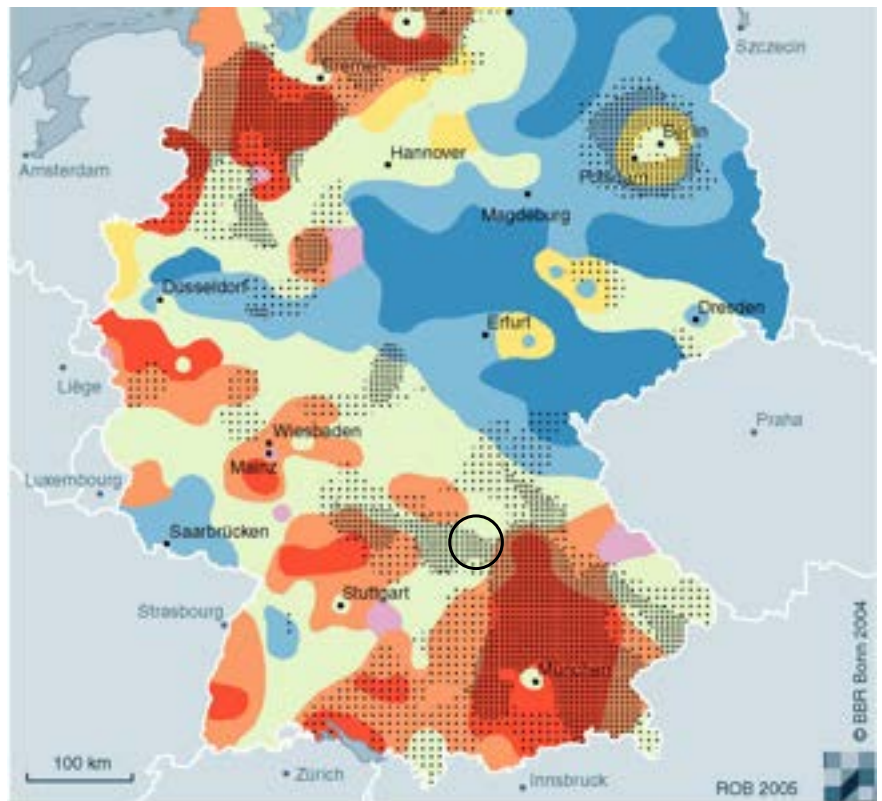 Szczecin
Bremen
Berlin
Hannover
Amsterdam
Potsdam
Magdeburg
Düsseldorf
Dresden
Erfurt
Liège
Praha
Wiesbaden
Mainz
Luxembourg
Saarbrücken
Stuttgart
Strasbourg
München
© BBR Bonn 2004
100 km
Zürich
Innsbruck
ROB 2005